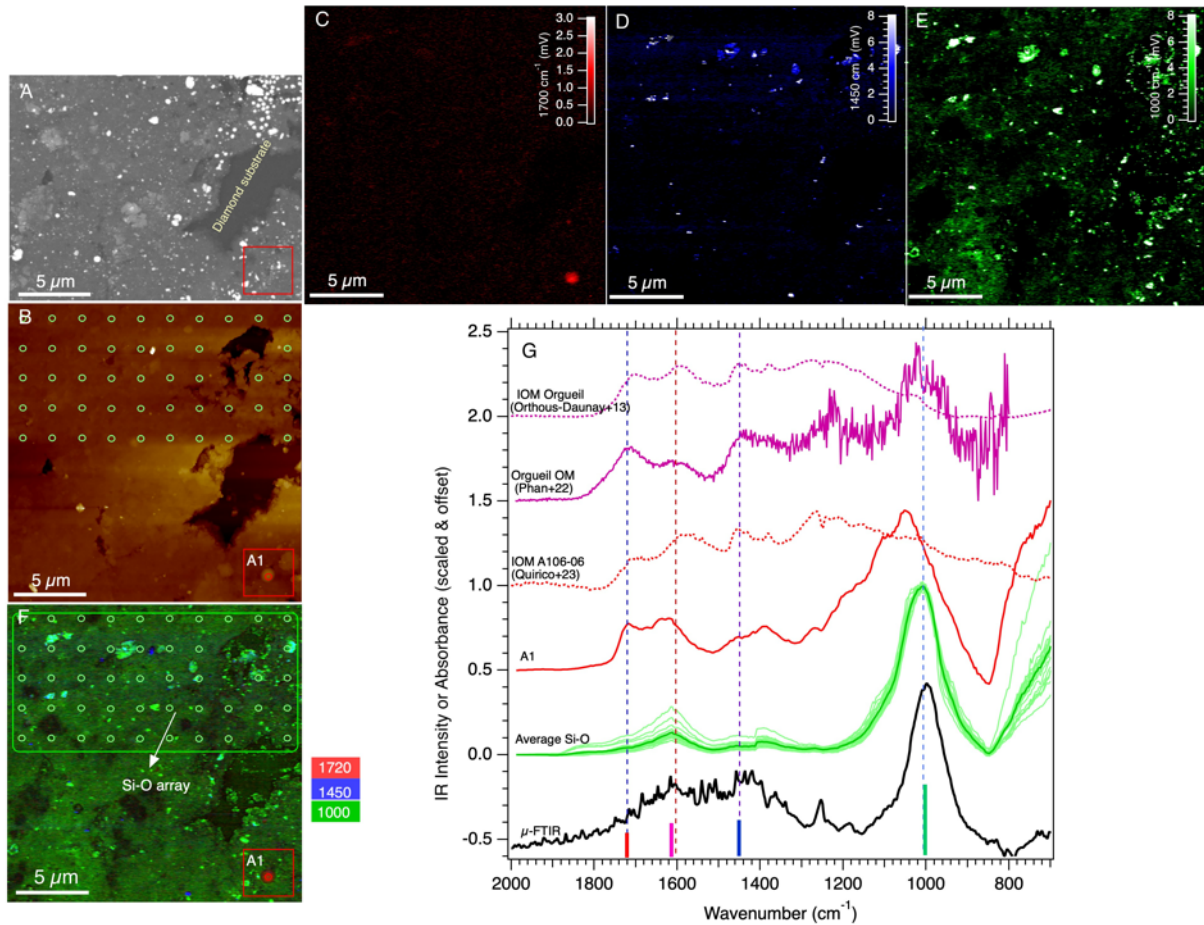 A
Diamond substrate
5 µm
B
A1
5 µm
C
3.0
2.5
2.0
1.5
1.0
0.5
0.0
1700 cm⁻¹ (mV)
5 µm
D
8
6
4
2
0
1450 cm⁻¹ (mV)
5 µm
E
8
6
4
2
0
1000 cm⁻¹ (mV)
5 µm
F
Si-O array
A1
5 µm
1720
1450
1000
G
2.5
2.0
1.5
1.0
0.5
0.0
-0.5
IR Intensity or Absorbance (scaled & offset)
IOM Orgueil
(Orthous-Daunay+13)
Orgueil OM
(Phan+22)
IOM A106-06
(Quirico+23)
A1
Average Si-O
µ-FTIR
2000 1800 1600 1400 1200 1000 800
Wavenumber (cm⁻¹)